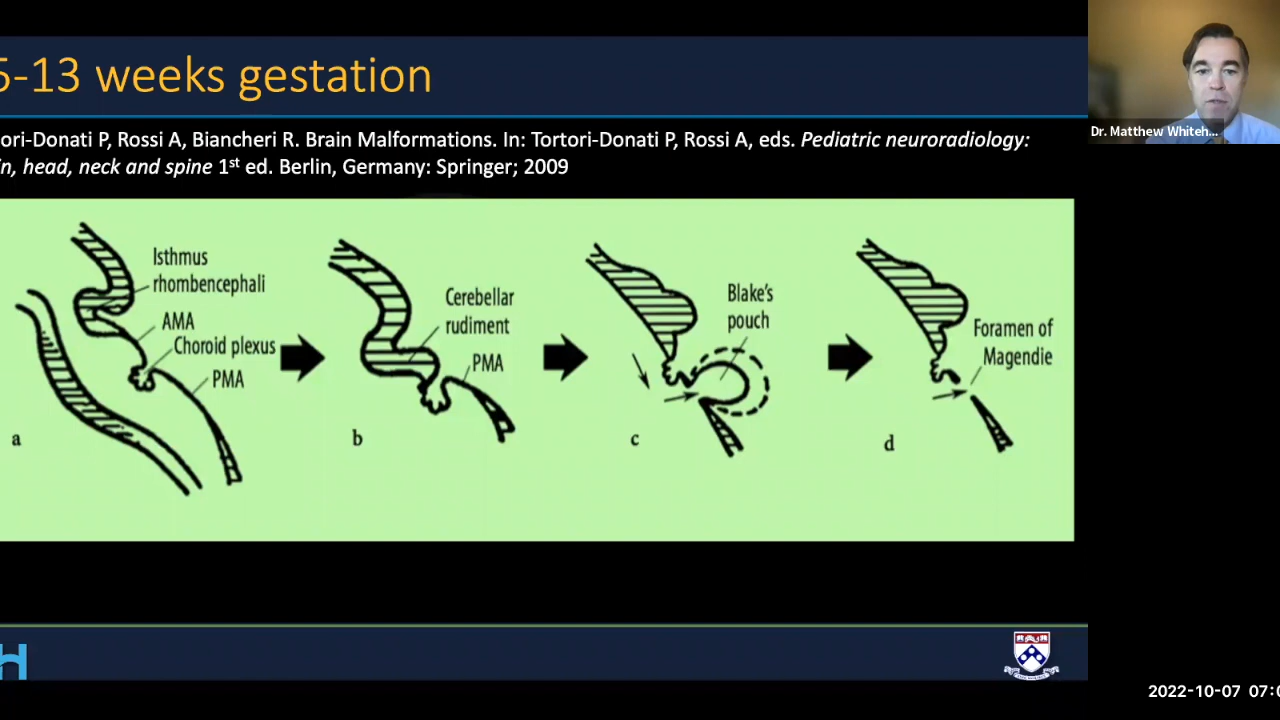 5-13 weeks gestation
ori-Donati P, Rossi A, Biancheri R. Brain Malformations. In: Tortori-Donati P, Rossi A, eds. Pediatric neuroradiology:
n, head, neck and spine 1st ed. Berlin, Germany: Springer; 2009
Dr. Matthew Whiteh...
Isthmus
rhombencephali
AMA
Choroid plexus
PMA
a
Cerebellar
rudiment
PMA
b
Blake's
pouch
c
Foramen of
Magendie
d
H
2022-10-07 07:0